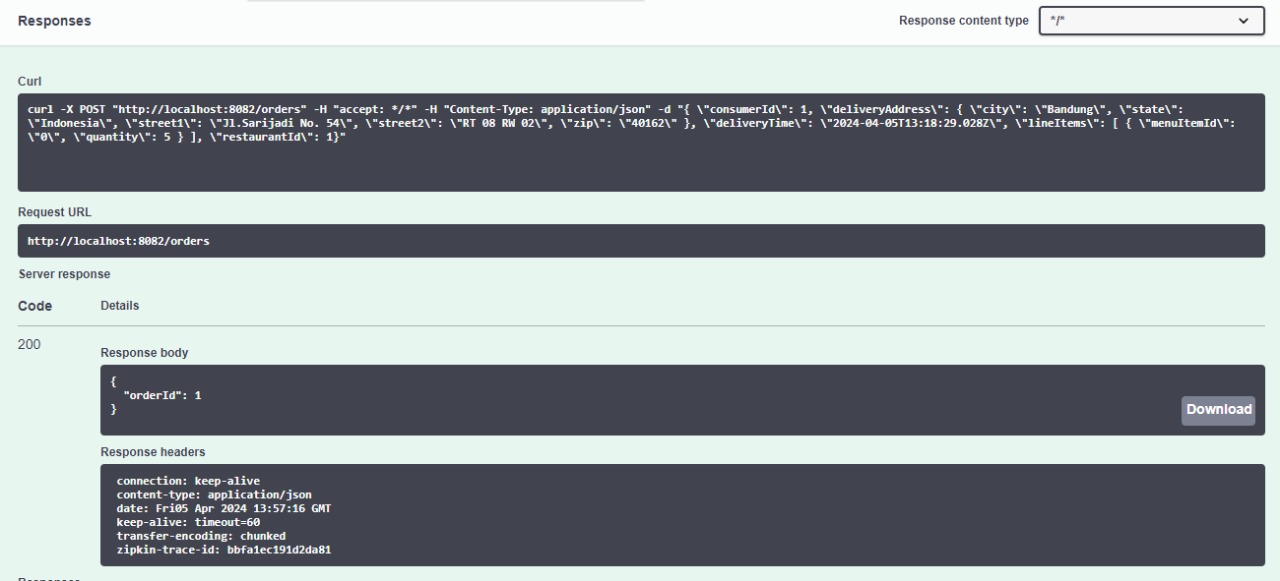 Responses
Response content type
*/*
Curl
curl -X POST "http://localhost:8082/orders" -H "accept: */*" -H "Content-Type: application/json" -d "{ \"consumerId\": 1, \"deliveryAddress\": { \"city\": \"Bandung\", \"state\":
\"Indonesia\", \"street1\": \"Jl.Sarijadi No. 54\", \"street2\": \"RT 08 RW 02\", \"zip\": \"40162\" }, \"deliveryTime\": \"2024-04-05T13:18:29.028Z\", \"lineItems\": [ { \"menuItemId\":
\"0\", \"quantity\": 5 } ], \"restaurantId\": 1}"
Request URL
http://localhost:8082/orders
Server response
Code
Details
200
Response body
{
  "orderId": 1
}
Download
Response headers
connection: keep-alive
content-type: application/json
date: Fri05 Apr 2024 13:57:16 GMT
keep-alive: timeout=60
transfer-encoding: chunked
zipkin-trace-id: bbfa1ec191d2da81
Responses